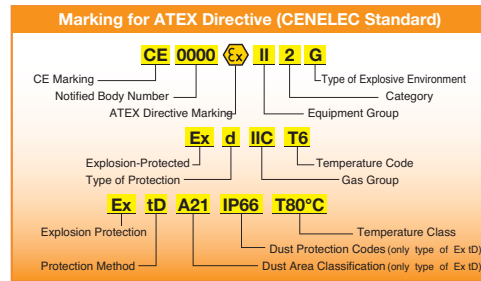 Marking for ATEX Directive (CENELEC Standard)
CE 0000 Ex II 2 G
CE Marking Type of Explosive Environment
Notified Body Number Category
ATEX Directive Marking Equipment Group
Ex d IIC T6
Explosion-Protected Temperature Code
Type of Protection Gas Group
Ex tD A21 IP66 T80°C
Explosion Protection Temperature Class
Dust Protection Codes (only type of Ex tD)
Protection Method Dust Area Classification (only type of Ex tD)